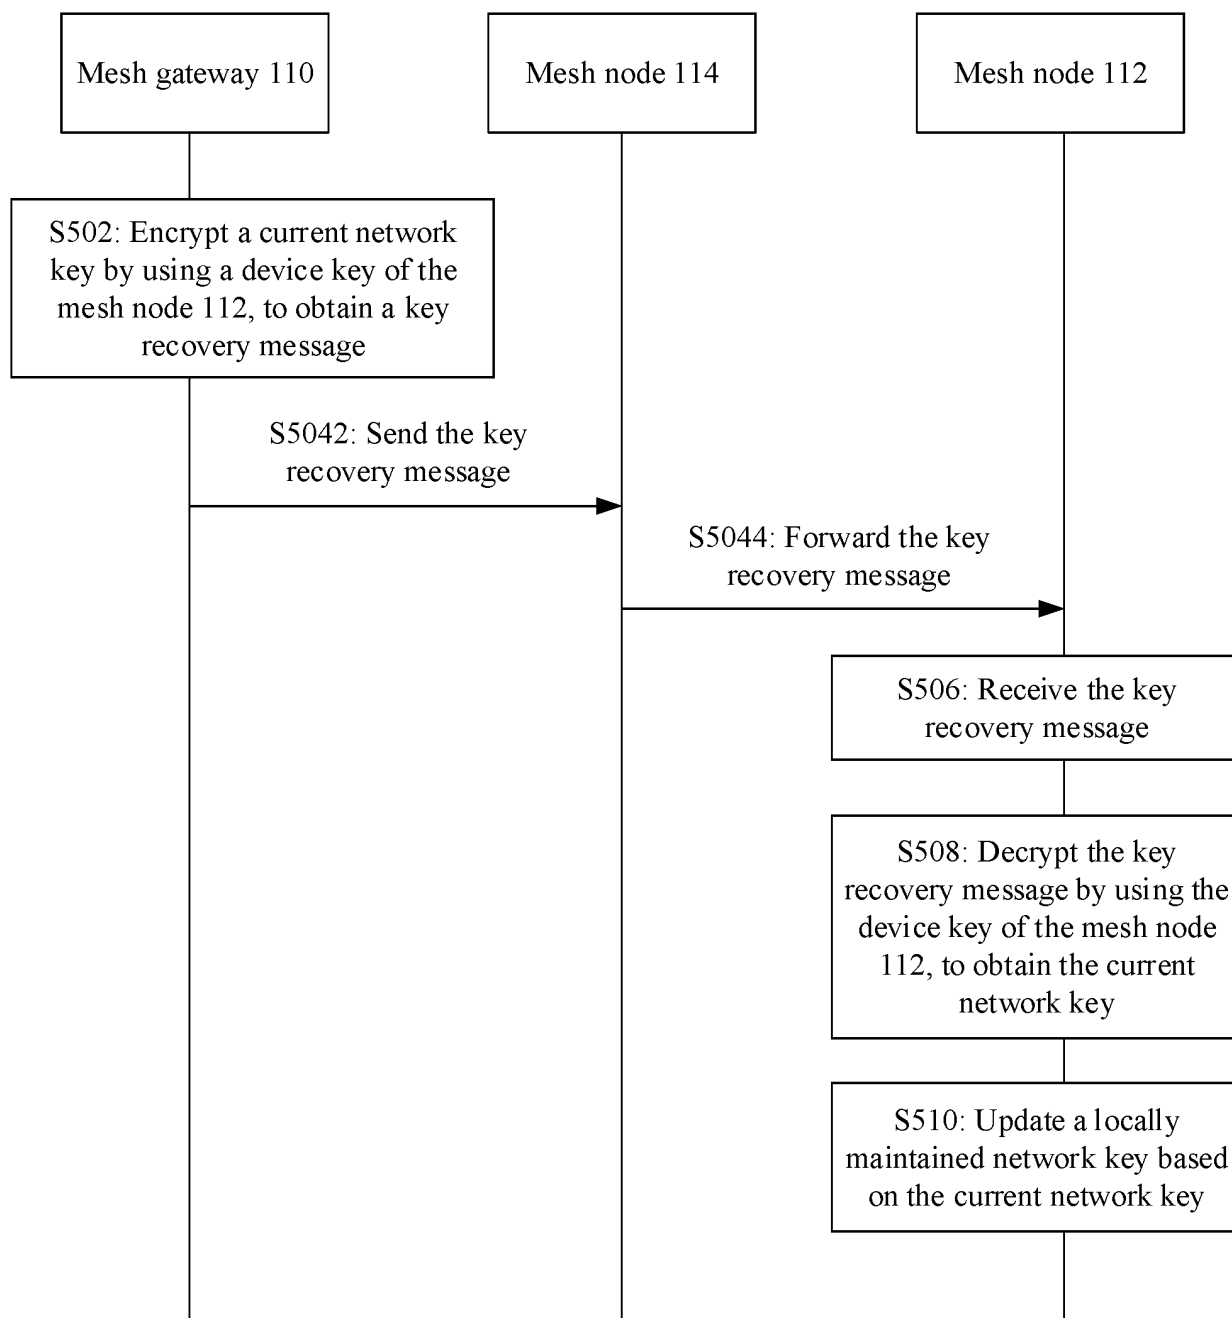 Mesh gateway 110
Mesh node 114
Mesh node 112
S502: Encrypt a current network
key by using a device key of the
mesh node 112, to obtain a key
recovery message
S5042: Send the key
recovery message
S5044: Forward the key
recovery message
S506: Receive the key
recovery message
S508: Decrypt the key
recovery message by using the
device key of the mesh node
112, to obtain the current
network key
S510: Update a locally
maintained network key based
on the current network key